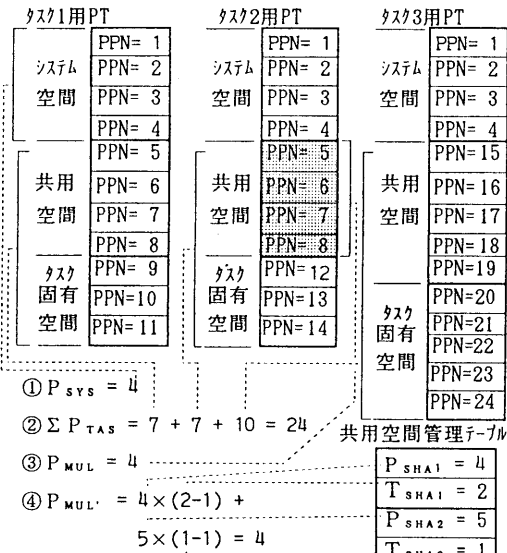 タスク1用PT
PPN= 1
システム PPN= 2
空間 PPN= 3
PPN= 4
PPN= 5
共用 PPN= 6
空間 PPN= 7
PPN= 8
タスク PPN= 9
固有 PPN=10
空間 PPN=11
タスク2用PT
PPN= 1
システム PPN= 2
空間 PPN= 3
PPN= 4
PPN= 5
共用 PPN= 6
空間 PPN= 7
PPN= 8
タスク PPN=12
固有 PPN=13
空間 PPN=14
タスク3用PT
PPN= 1
システム PPN= 2
空間 PPN= 3
PPN= 4
PPN=15
共用 PPN=16
空間 PPN=17
PPN=18
PPN=19
PPN=20
タスク PPN=21
固有 PPN=22
空間 PPN=23
PPN=24
①P SYS = 4
②Σ P TAS = 7 + 7 + 10 = 24
③P MUL = 4
④P MUL' = 4×(2-1) +
5×(1-1) = 4
共用空間管理テーブル
P SHA1 = 4
T SHA1 = 2
P SHA2 = 5
T SHA2 = 1